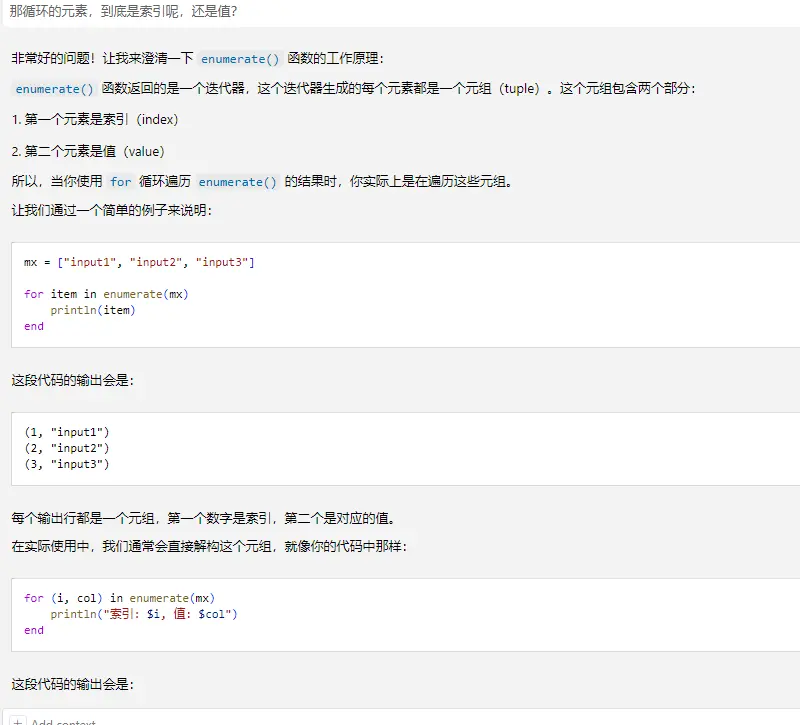 那循环的元素，到底是索引呢，还是值？
非常好的问题！让我来澄清一下 enumerate() 函数的工作原理：
enumerate() 函数返回的是一个迭代器，这个迭代器生成的每个元素都是一个元组（tuple）。这个元组包含两个部分：
1. 第一个元素是索引（index）
2. 第二个元素是值（value）
所以，当你使用 for 循环遍历 enumerate() 的结果时，你实际上是在遍历这些元组。
让我们通过一个简单的例子来说明：
mx = ["input1", "input2", "input3"]
for item in enumerate(mx)
    println(item)
end
这段代码的输出会是：
(1, "input1")
(2, "input2")
(3, "input3")
每个输出行都是一个元组，第一个数字是索引，第二个是对应的值。
在实际使用中，我们通常会直接解构这个元组，就像你的代码中那样：
for (i, col) in enumerate(mx)
    println("索引: $i, 值: $col")
end
这段代码的输出会是：
+ Add context